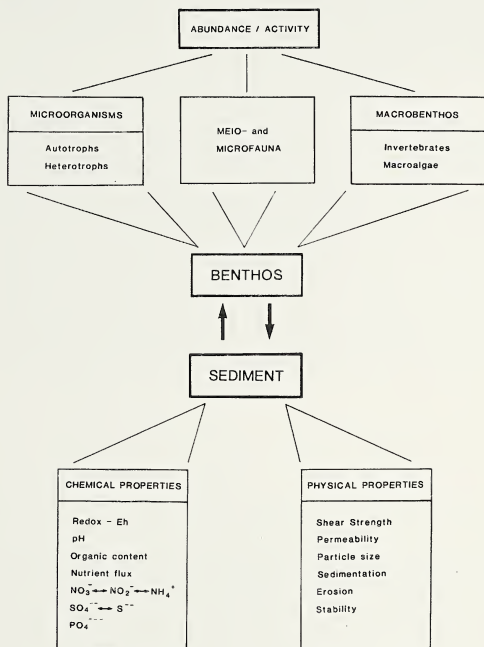 ABUNDANCE / ACTIVITY
MICROORGANISMS
Autotrophs
Heterotrophs
MEIO- and
MICROFAUNA
MACROBENTHOS
Invertebrates
Macroalgae
BENTHOS
SEDIMENT
CHEMICAL PROPERTIES
Redox - Eh
pH
Organic content
Nutrient flux
NO₃⁻ ↔ NO₂⁻ ↔ NH₄⁺
SO₄⁻⁻ ↔ S⁻⁻
PO₄⁻⁻⁻
PHYSICAL PROPERTIES
Shear Strength
Permeability
Particle size
Sedimentation
Erosion
Stability